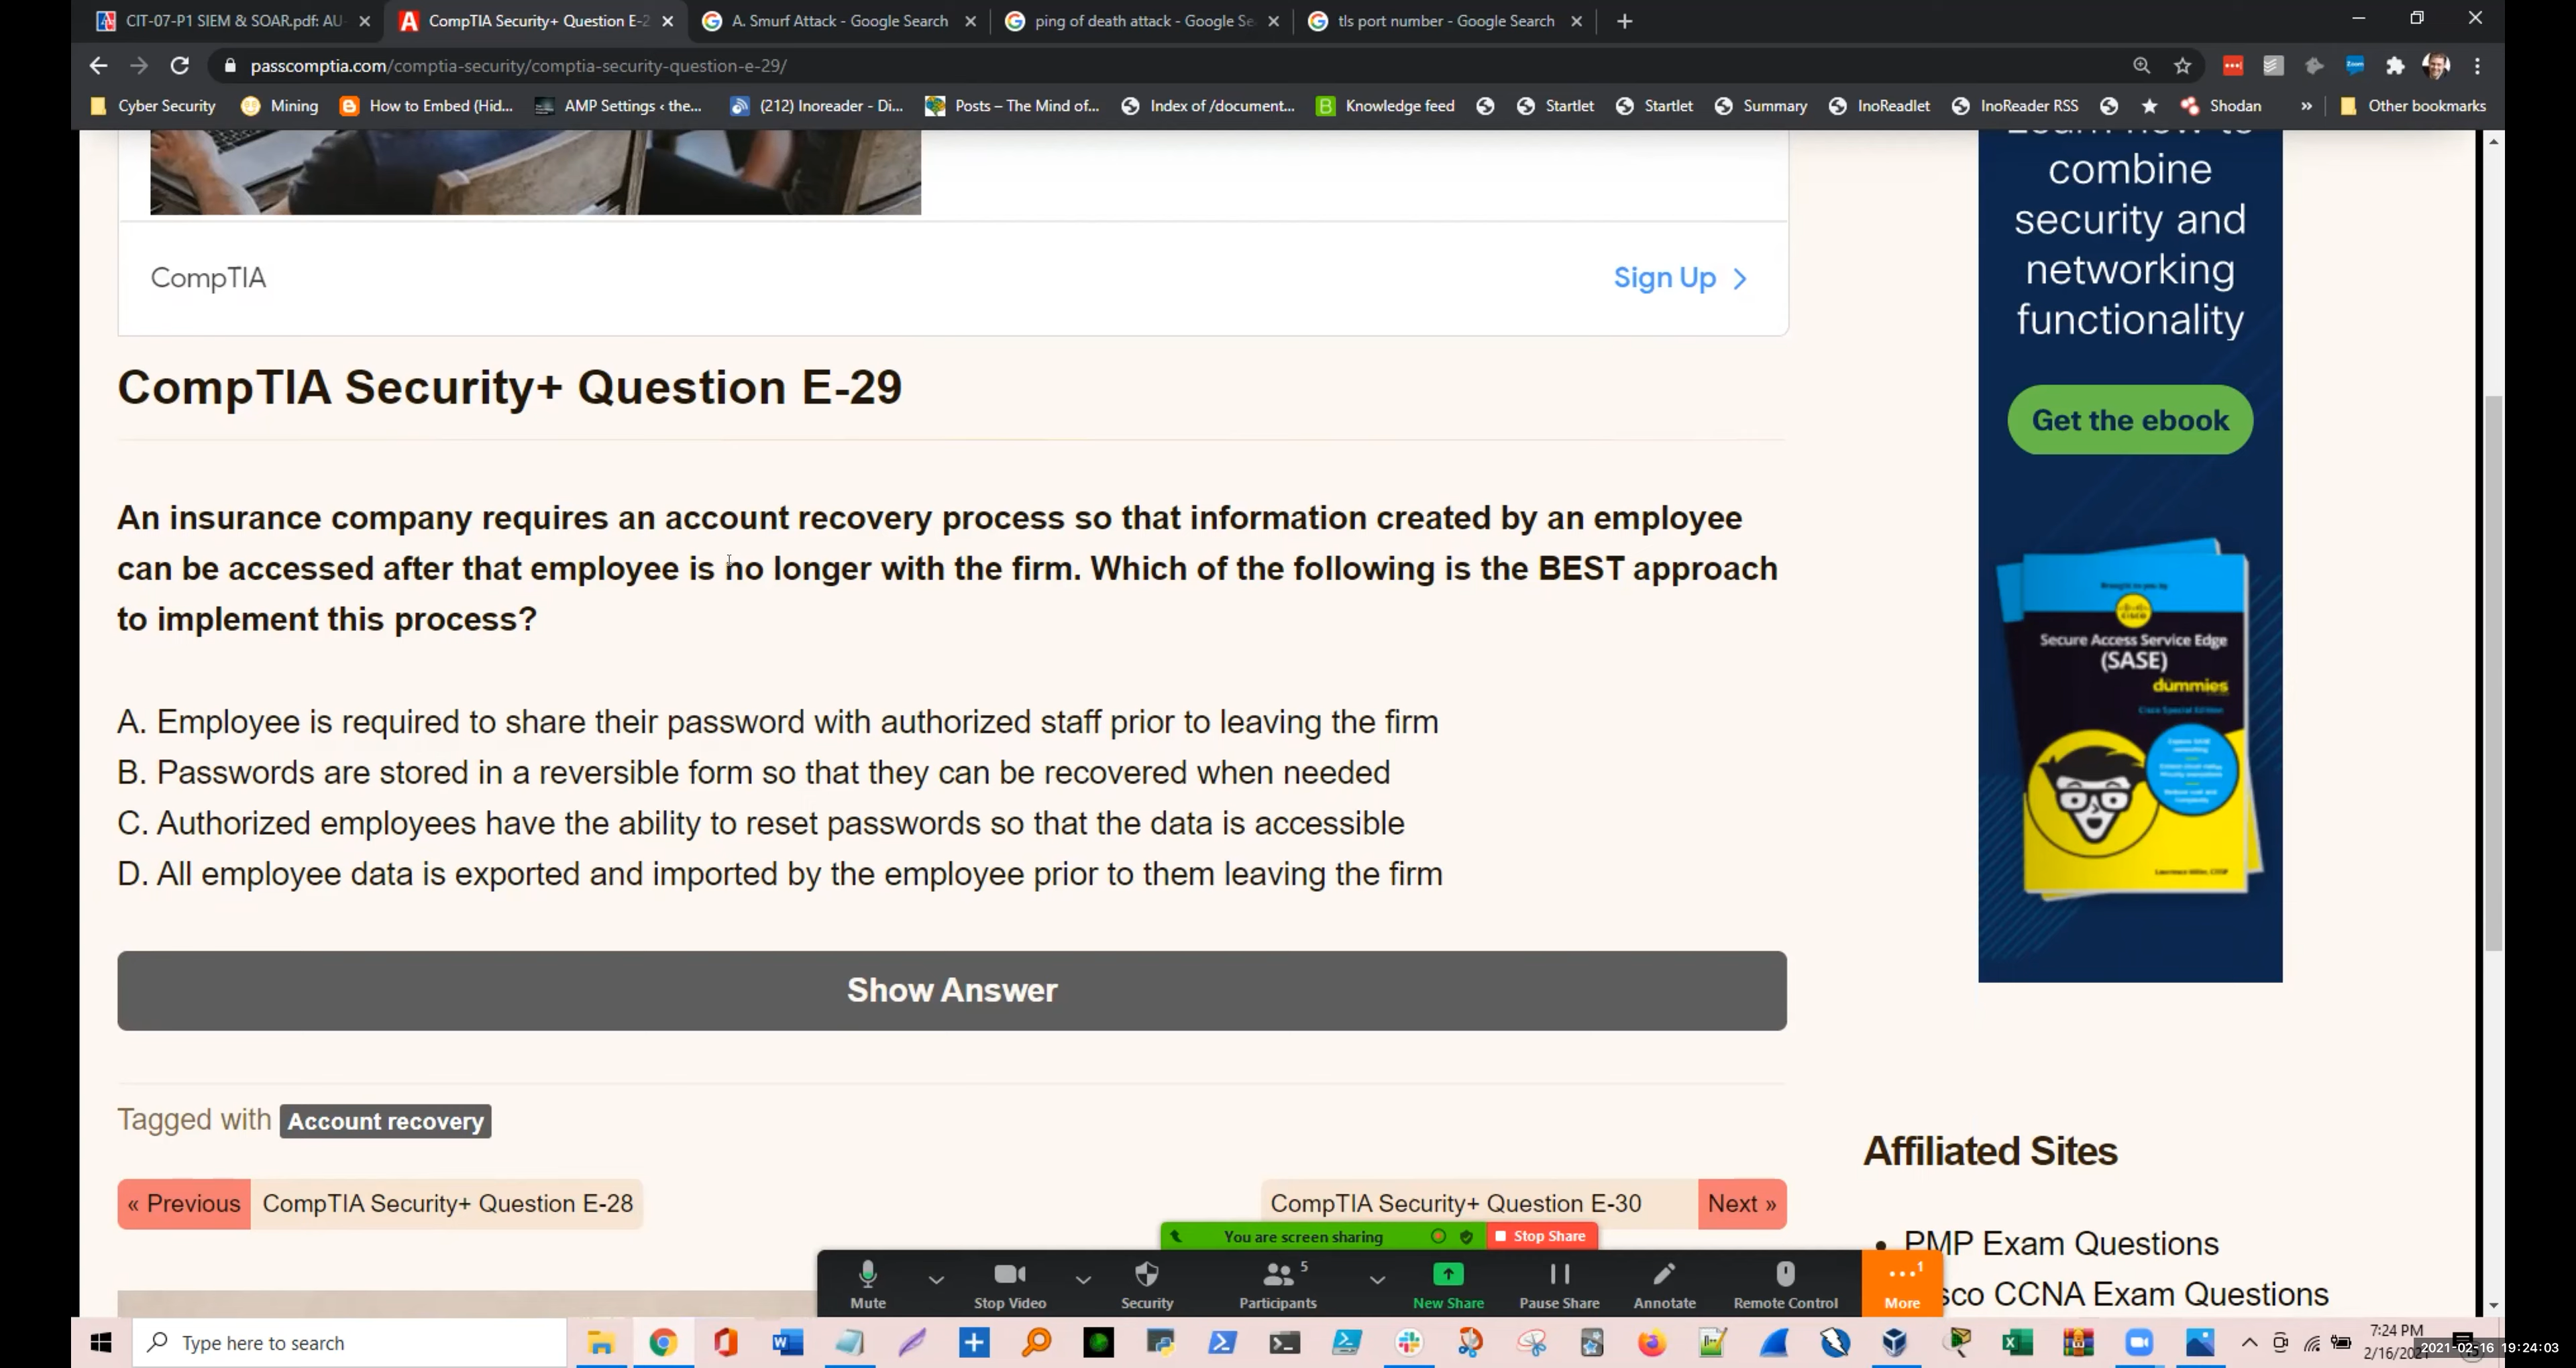 CIT-07-P1 SIEM & SOAR.pdf: AU-
CompTIA Security+ Question E-2
A. Smurf Attack - Google Search
ping of death attack - Google Se
tls port number - Google Search
passcomptia.com/comptia-security/comptia-security-question-e-29/
Cyber Security
Mining
How to Embed (Hid...
AMP Settings ‹ the...
(212) Inoreader - Di...
Posts – The Mind of...
Index of /document...
Knowledge feed
Startlet
Startlet
Summary
InoReadlet
InoReader RSS
Shodan
»
Other bookmarks
Learn how to
combine
security and
networking
functionality
Get the ebook
Secure Access Service Edge
(SASE)
dummies
Cisco Special Edition
CompTIA
Sign Up >
CompTIA Security+ Question E-29
An insurance company requires an account recovery process so that information created by an employee
can be accessed after that employee is no longer with the firm. Which of the following is the BEST approach
to implement this process?
A. Employee is required to share their password with authorized staff prior to leaving the firm
B. Passwords are stored in a reversible form so that they can be recovered when needed
C. Authorized employees have the ability to reset passwords so that the data is accessible
D. All employee data is exported and imported by the employee prior to them leaving the firm
Show Answer
Tagged with Account recovery
« Previous CompTIA Security+ Question E-28
CompTIA Security+ Question E-30 Next »
Affiliated Sites
PMP Exam Questions
sco CCNA Exam Questions
You are screen sharing
Stop Share
Mute
Stop Video
Security
Participants 5
New Share
Pause Share
Annotate
Remote Control
More 1
Type here to search
7:24 PM
2/16/202
2021-02-16 19:24:03